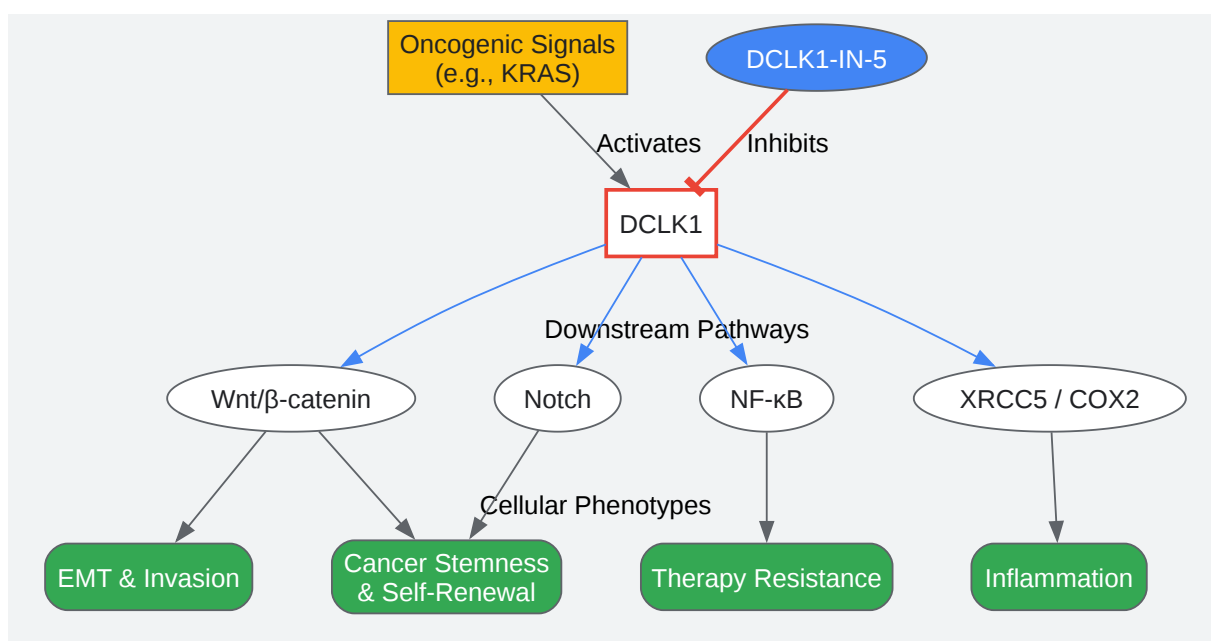 Oncogenic Signals
(e.g., KRAS)
DCLK1-IN-5
Activates
Inhibits
DCLK1
Downstream Pathways
Wnt/β-catenin
Notch
NF-κB
XRCC5 / COX2
Cellular Phenotypes
EMT & Invasion
Cancer Stemness
& Self-Renewal
Therapy Resistance
Inflammation